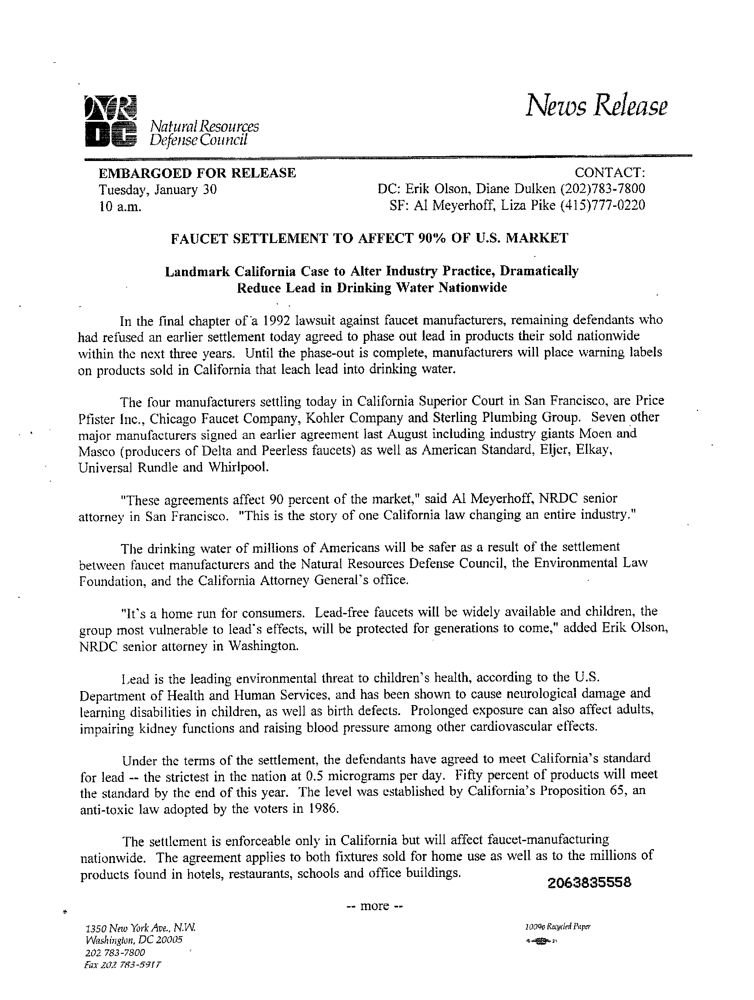 News Release
NR
DC
Natural Resources
Defense Council
EMBARGOED FOR RELEASE
Tuesday, January 30
10 a.m.
CONTACT:
DC: Erik Olson, Diane Dulken (202)783-7800
SF: Al Meyerhoff, Liza Pike (415)777-0220
FAUCET SETTLEMENT TO AFFECT 90% OF U.S. MARKET
Landmark California Case to Alter Industry Practice, Dramatically
Reduce Lead in Drinking Water Nationwide
In the final chapter of a 1992 lawsuit against faucet manufacturers, remaining defendants who
had refused an earlier settlement today agreed to phase out lead in products their sold nationwide
within the next three years. Until the phase-out is complete, manufacturers will place warning labels
on products sold in California that leach lead into drinking water.
The four manufacturers settling today in California Superior Court in San Francisco, are Price
Pfister Inc., Chicago Faucet Company, Kohler Company and Sterling Plumbing Group. Seven other
major manufacturers signed an earlier agreement last August including industry giants Moen and
Masco (producers of Delta and Peerless faucets) as well as American Standard, Eljer, Elkay,
Universal Rundle and Whirlpool.
"These agreements affect 90 percent of the market," said Al Meyerhoff, NRDC senior
attorney in San Francisco. "This is the story of one California law changing an entire industry."
The drinking water of millions of Americans will be safer as a result of the settlement
between faucet manufacturers and the Natural Resources Defense Council, the Environmental Law
Foundation, and the California Attorney General's office.
"It's a home run for consumers. Lead-free faucets will be widely available and children, the
group most vulnerable to lead's effects, will be protected for generations to come," added Erik Olson,
NRDC senior attorney in Washington.
Lead is the leading environmental threat to children's health, according to the U.S.
Department of Health and Human Services, and has been shown to cause neurological damage and
learning disabilities in children, as well as birth defects. Prolonged exposure can also affect adults,
impairing kidney functions and raising blood pressure among other cardiovascular effects.
Under the terms of the settlement, the defendants have agreed to meet California's standard
for lead -- the strictest in the nation at 0.5 micrograms per day. Fifty percent of products will meet
the standard by the end of this year. The level was established by California's Proposition 65, an
anti-toxic law adopted by the voters in 1986.
The settlement is enforceable only in California but will affect faucet-manufacturing
nationwide. The agreement applies to both fixtures sold for home use as well as to the millions of
products found in hotels, restaurants, schools and office buildings.
2063835558
-- more --
1350 New York Ave., N.W.
Washington, DC 20005
202 783-7800
Fax 202 783-5917
100% Recycled Paper